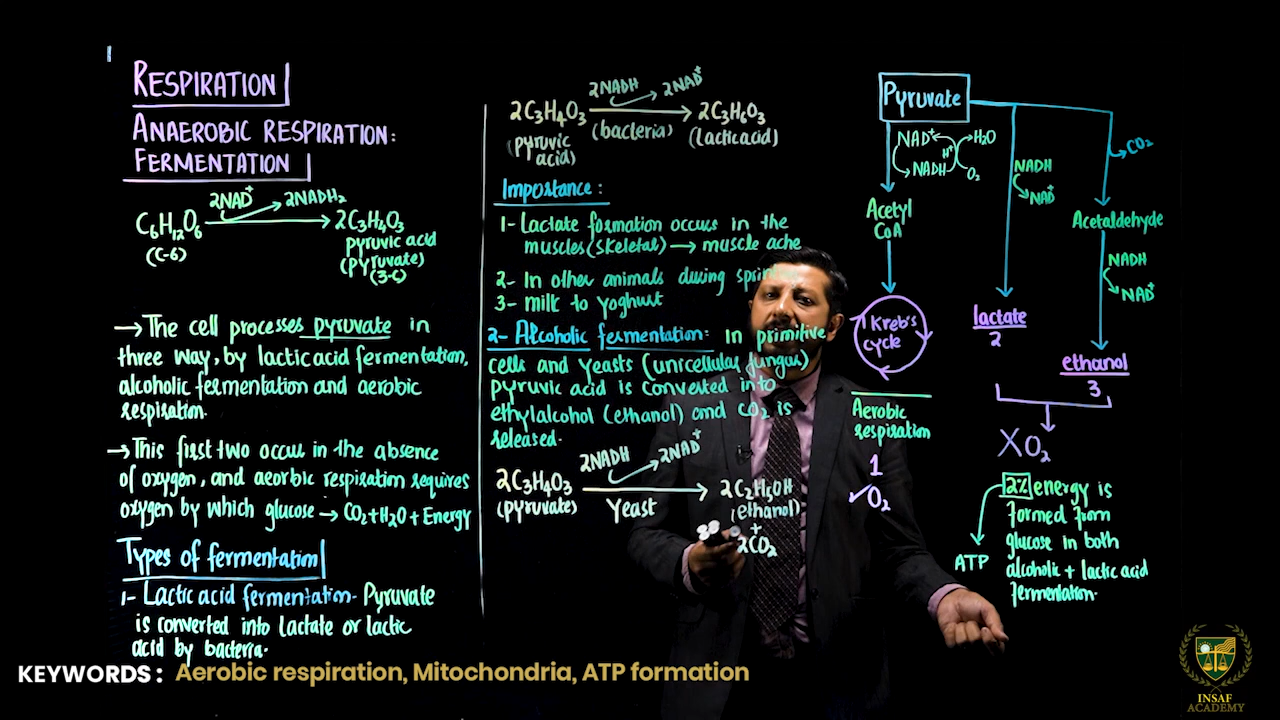 RESPIRATION
ANAEROBIC RESPIRATION:
FERMENTATION
2NAD+ 2NADH2
C6H12O6 2C3H4O3
(C-6)
pyruvic acid
(pyruvate)
(3-C)
→The cell processes pyruvate in
three way, by lactic acid fermentation,
alcoholic fermentation and aerobic
respiration.
→This first two occur in the absence
of oxygen, and aeorbic respiration requires
oxygen by which glucose → CO2+H2O+Energy
Types of fermentation
1- Lactic acid fermentation- Pyruvate
is converted into Lactate or lactic
acid by bacteria.
2NADH 2NAD+
2C3H4O3 2C3H6O3
(pyruvic acid) (bacteria) (lactic acid)
Importance:
1- Lactate formation occurs in the
muscles (skeletal) → muscle ache
2- In other animals during
3- milk to yoghurt
2- Alcoholic fermentation: In primitive
cells and yeasts (unicellular fungus)
pyruvic acid is converted into
ethylalcohol (ethanol) and CO2 is
released.
2NADH 2NAD+
2C3H4O3 2C2H5OH
(pyruvate) Yeast (ethanol)
+
2CO2
Pyruvate
NAD+ H2O
H+
NADH O2
Acetyl
CoA
Kreb's
cycle
Aerobic
respiration
1
✓O2
NADH
NAD+
lactate
2
CO2
Acetaldehyde
NADH
NAD+
ethanol
3
XO2
2% energy is
formed from
glucose in both
alcoholic + lactic acid
fermentation.
ATP
KEYWORDS : Aerobic respiration, Mitochondria, ATP formation
INSAF
ACADEMY